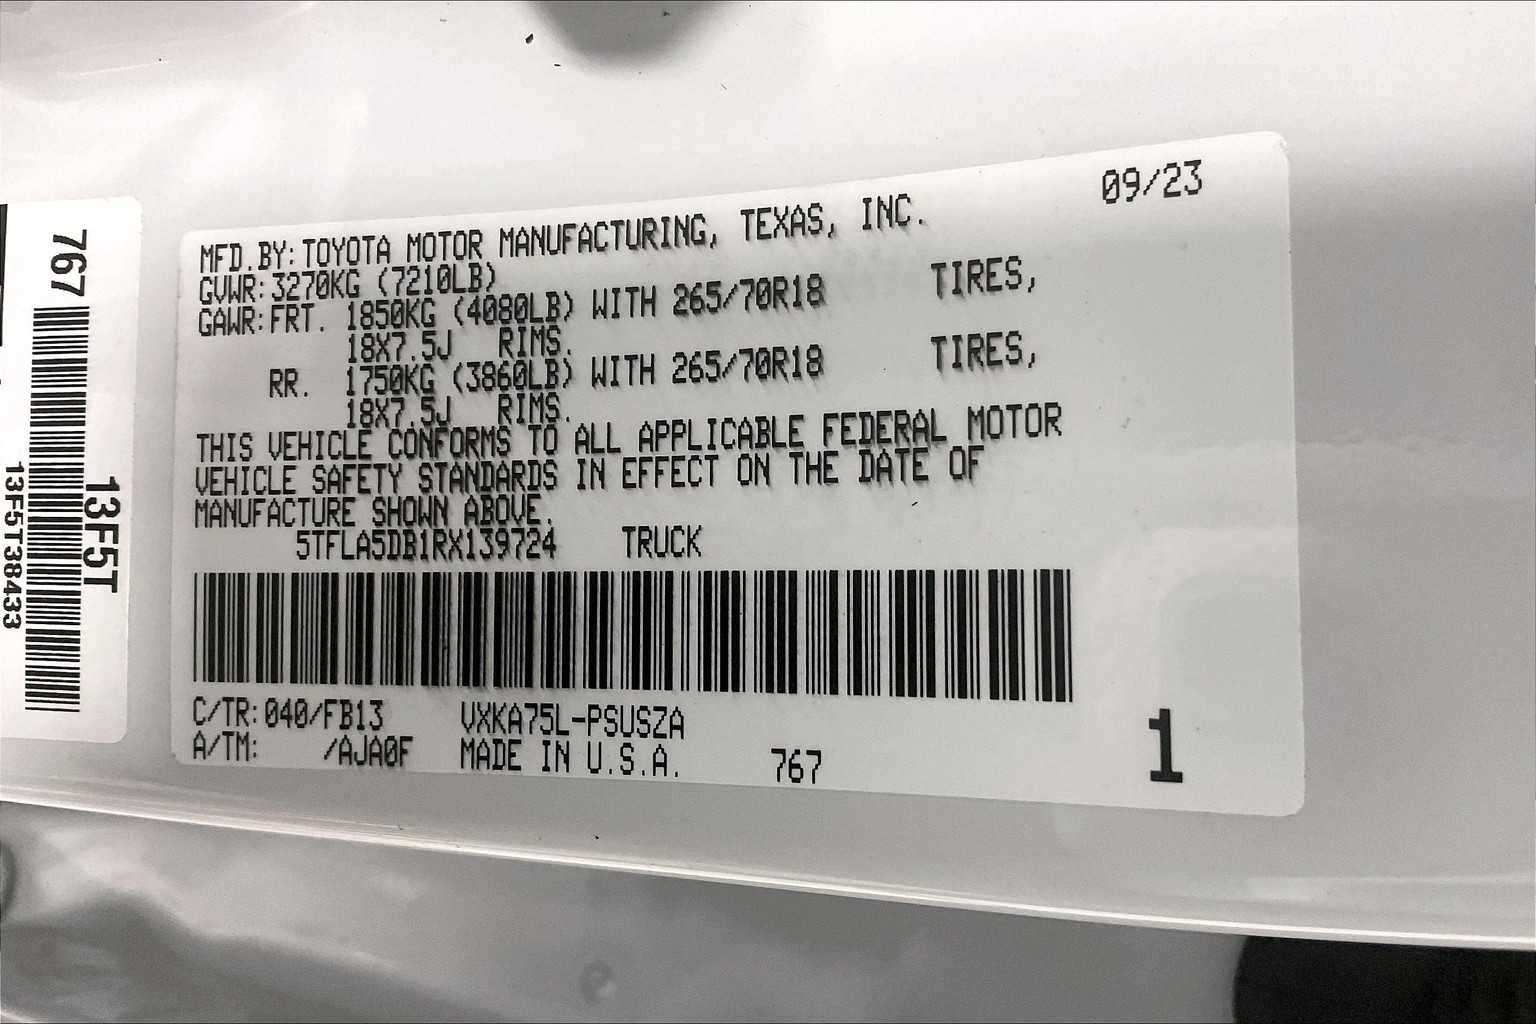 MFD.BY:TOYOTA MOTOR MANUFACTURING, TEXAS, INC. 09/23
GVWR:3270KG (7210LB)
GAWR:FRT. 1850KG (4080LB) WITH 265/70R18 TIRES,
18X7.5J RIMS.
RR. 1750KG (3860LB) WITH 265/70R18 TIRES,
18X7.5J RIMS.
THIS VEHICLE CONFORMS TO ALL APPLICABLE FEDERAL MOTOR
VEHICLE SAFETY STANDARDS IN EFFECT ON THE DATE OF
MANUFACTURE SHOWN ABOVE.
5TFLA5DB1RX139724 TRUCK
C/TR:040/FB13 VXKA75L-PSUSZA
A/TM: /AJA0F MADE IN U.S.A. 767
1
767
13F5T
13F5T38433